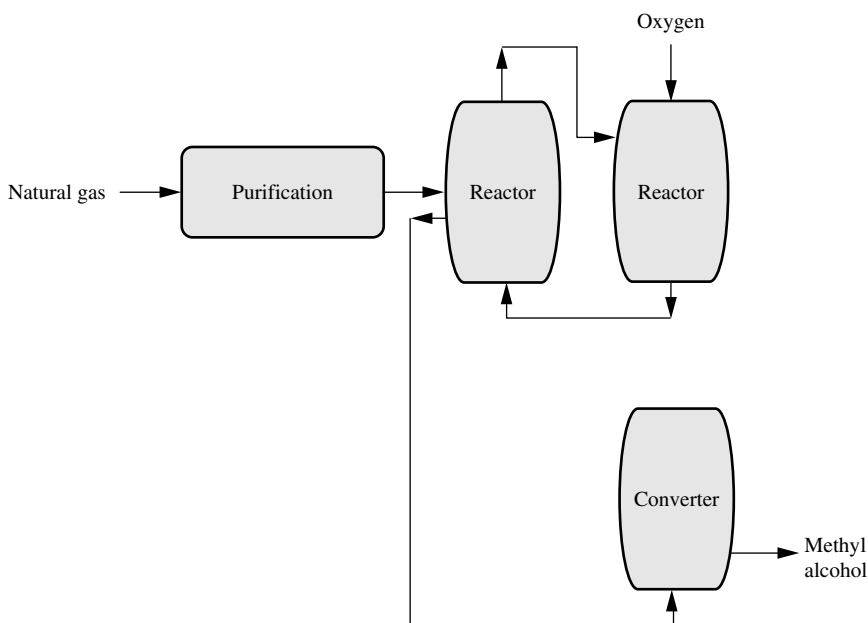 Oxygen
Natural gas
Purification
Reactor
Reactor
Converter
Methyl
alcohol